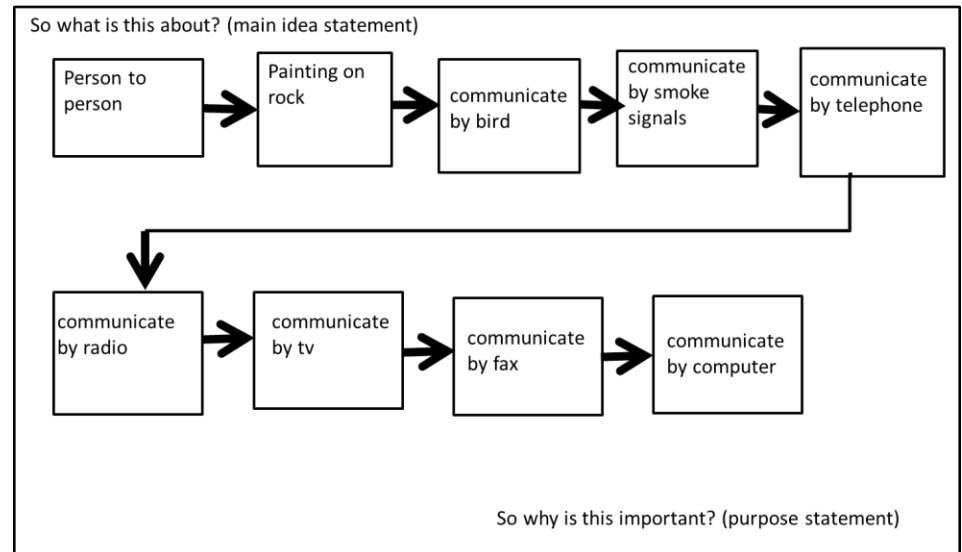 So what is this about? (main idea statement)
Person to
person
Painting on
rock
communicate
by bird
communicate
by smoke
signals
communicate
by telephone
communicate
by radio
communicate
by tv
communicate
by fax
communicate
by computer
So why is this important? (purpose statement)